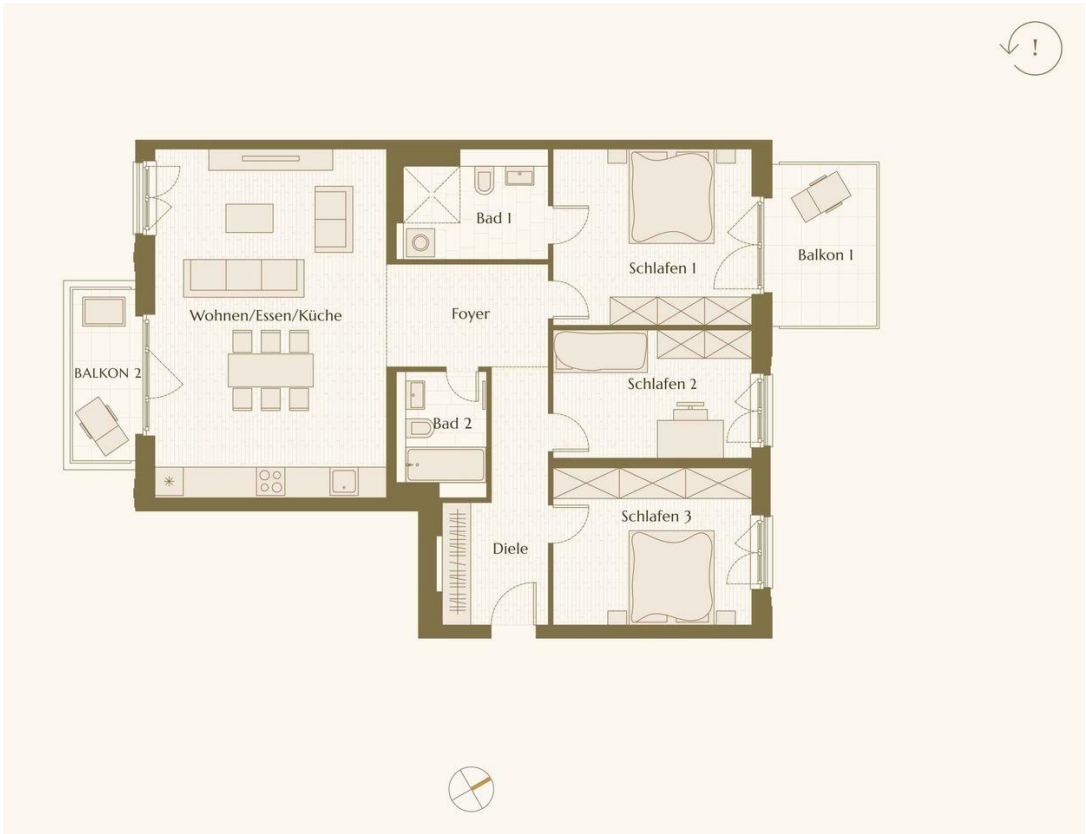 !
Bad 1
Schlafen 1
Balkon 1
Wohnen/Essen/Küche
Foyer
BALKON 2
Schlafen 2
Bad 2
Schlafen 3
Diele